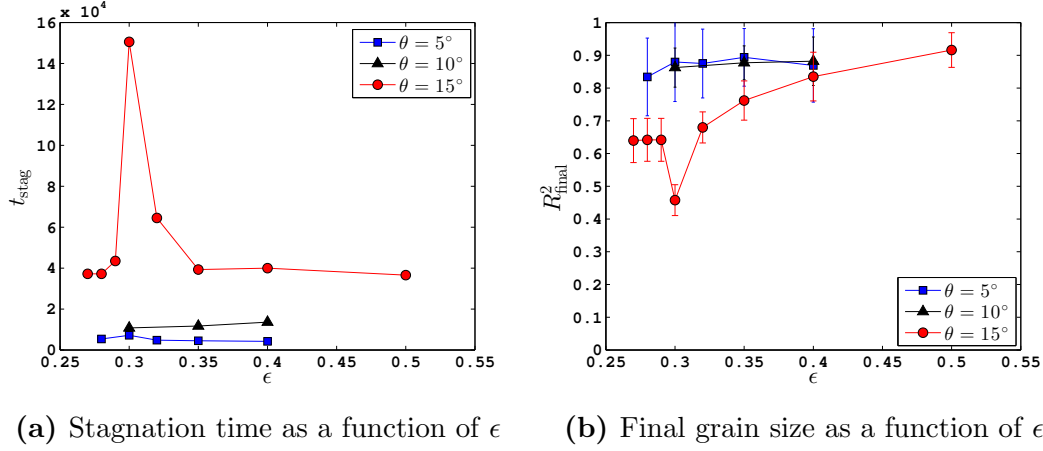 x 10⁴
16
14
12
10
8
6
4
2
0
0.25 0.3 0.35 0.4 0.45 0.5 0.55
t_stag
ϵ
θ = 5°
θ = 10°
θ = 15°
(a) Stagnation time as a function of ϵ
1
0.9
0.8
0.7
0.6
0.5
0.4
0.3
0.2
0.1
0
0.25 0.3 0.35 0.4 0.45 0.5 0.55
R²_final
ϵ
θ = 5°
θ = 10°
θ = 15°
(b) Final grain size as a function of ϵ